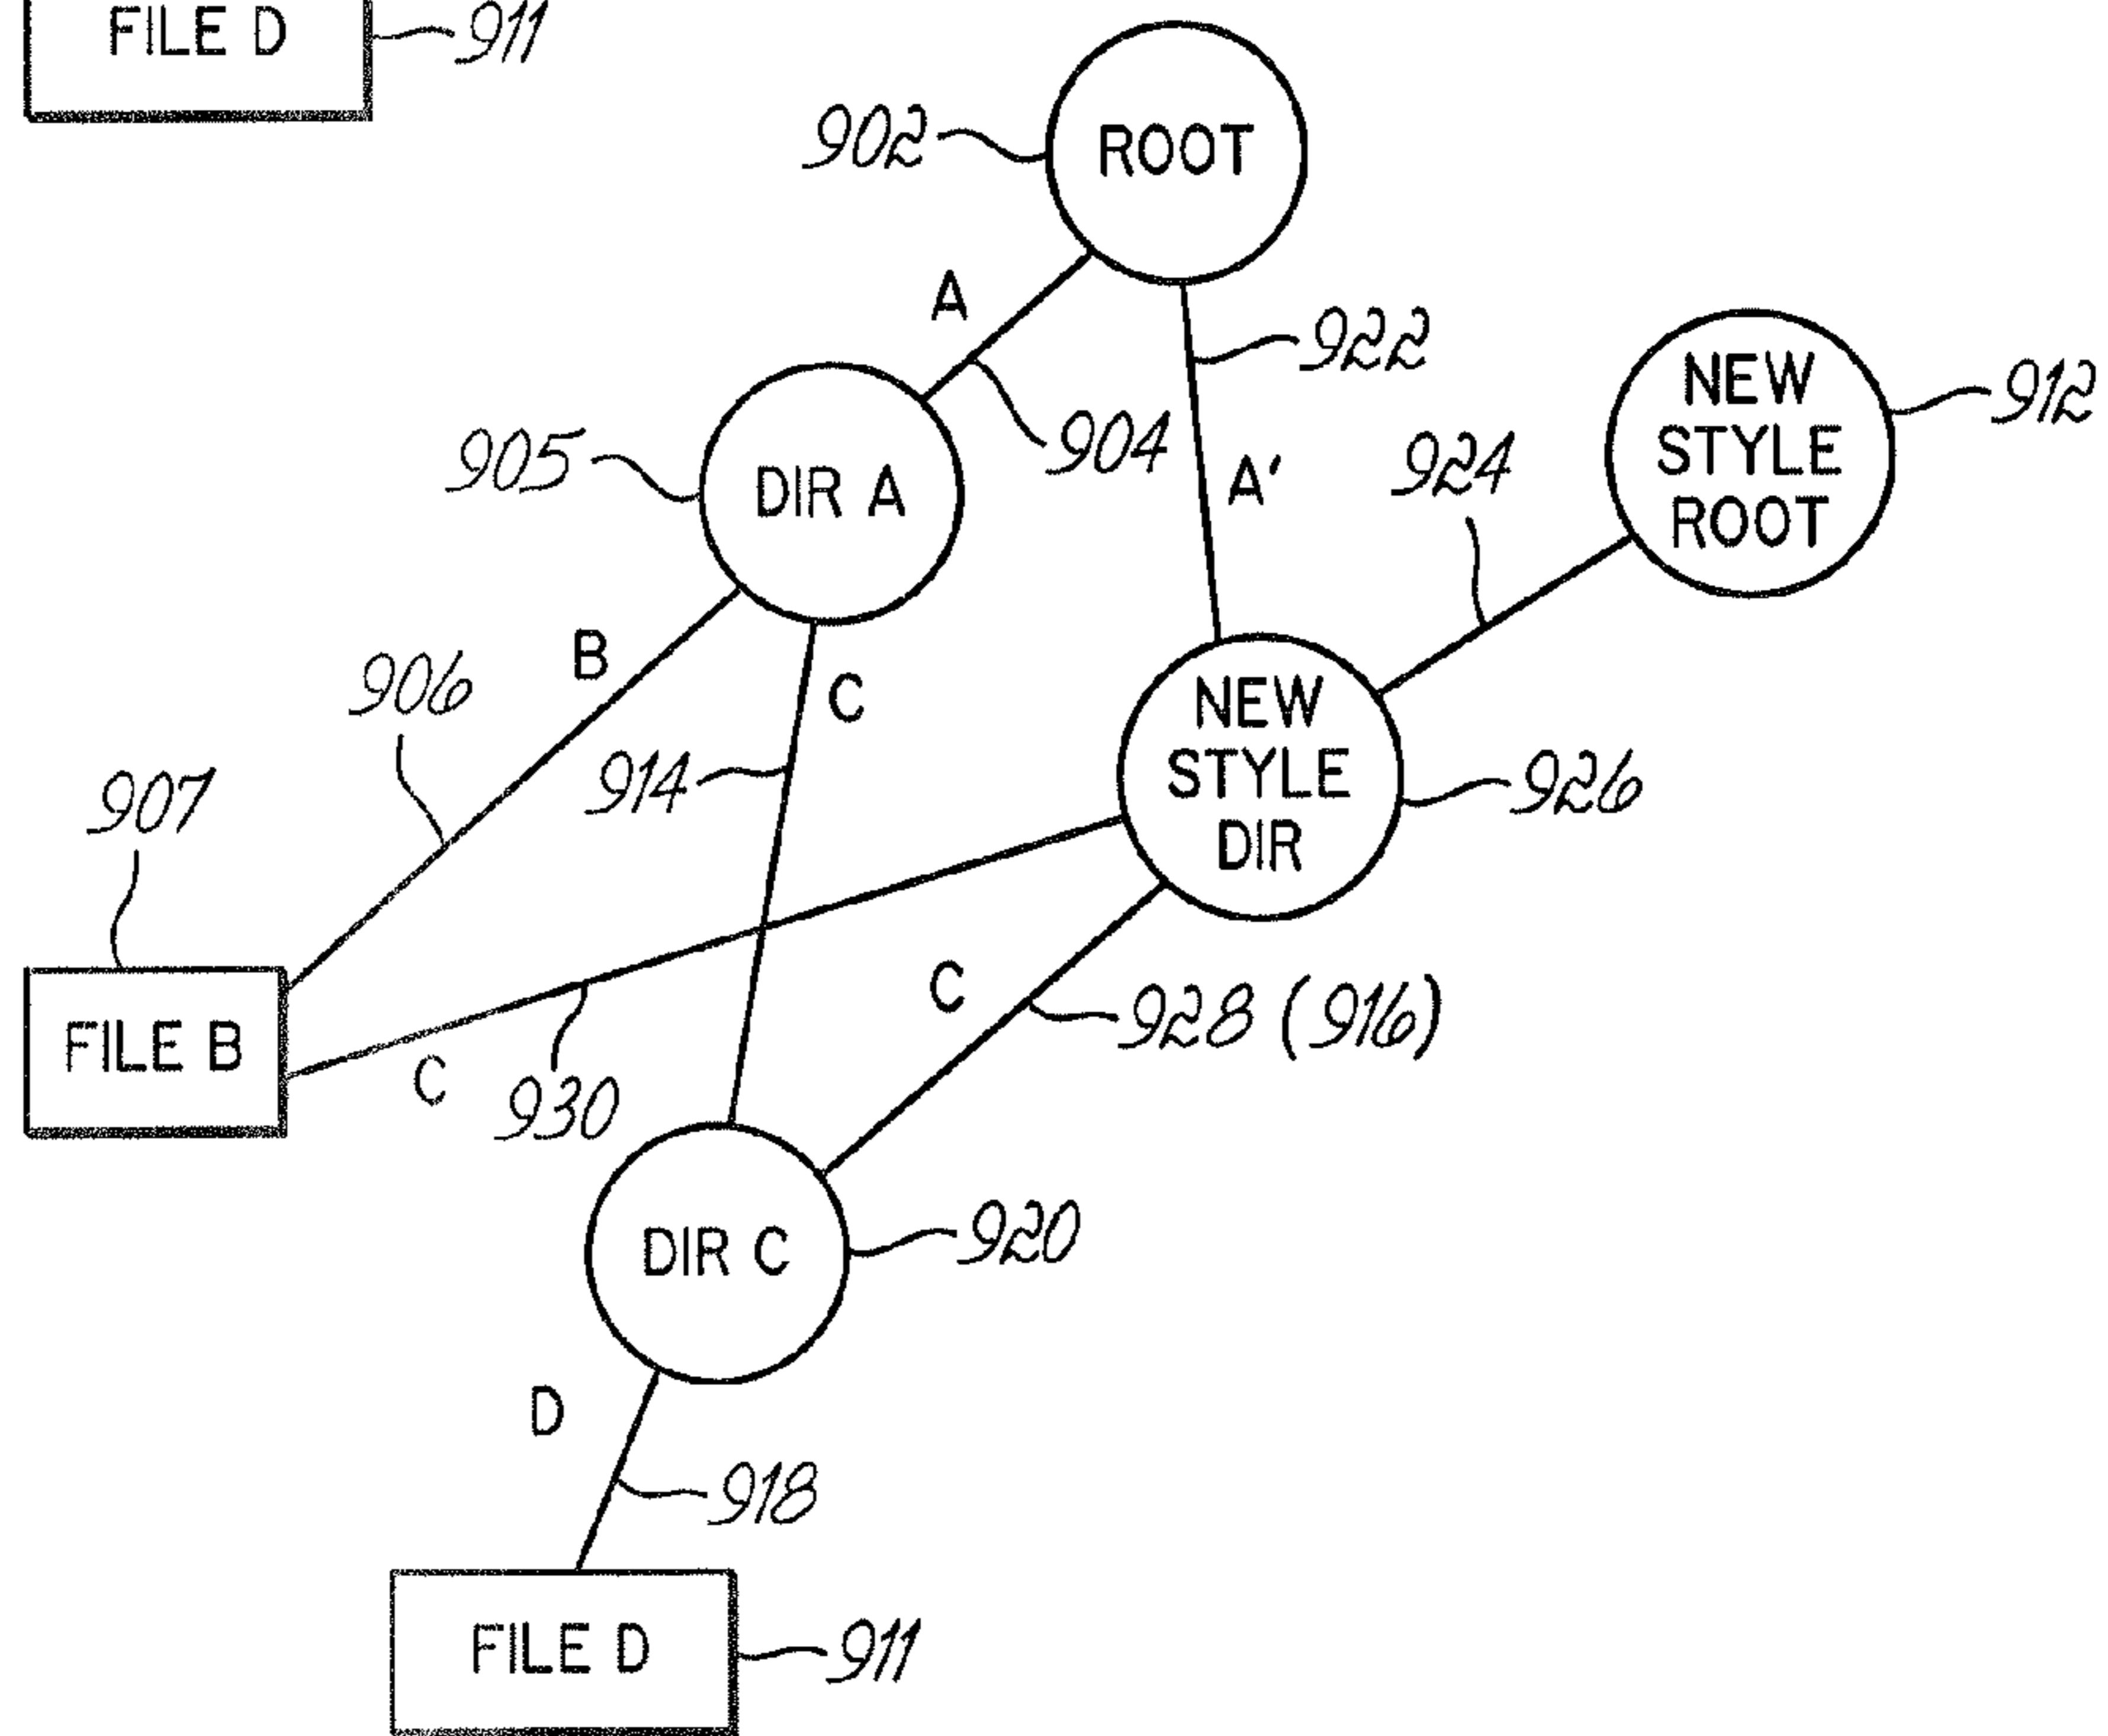 FILE D
911
902
ROOT
A
904
922
A'
905
DIR A
924
NEW
STYLE
ROOT
912
B
906
C
914
NEW
STYLE
DIR
926
907
FILE B
C
930
C
928 (916)
DIR C
920
D
918
FILE D
911